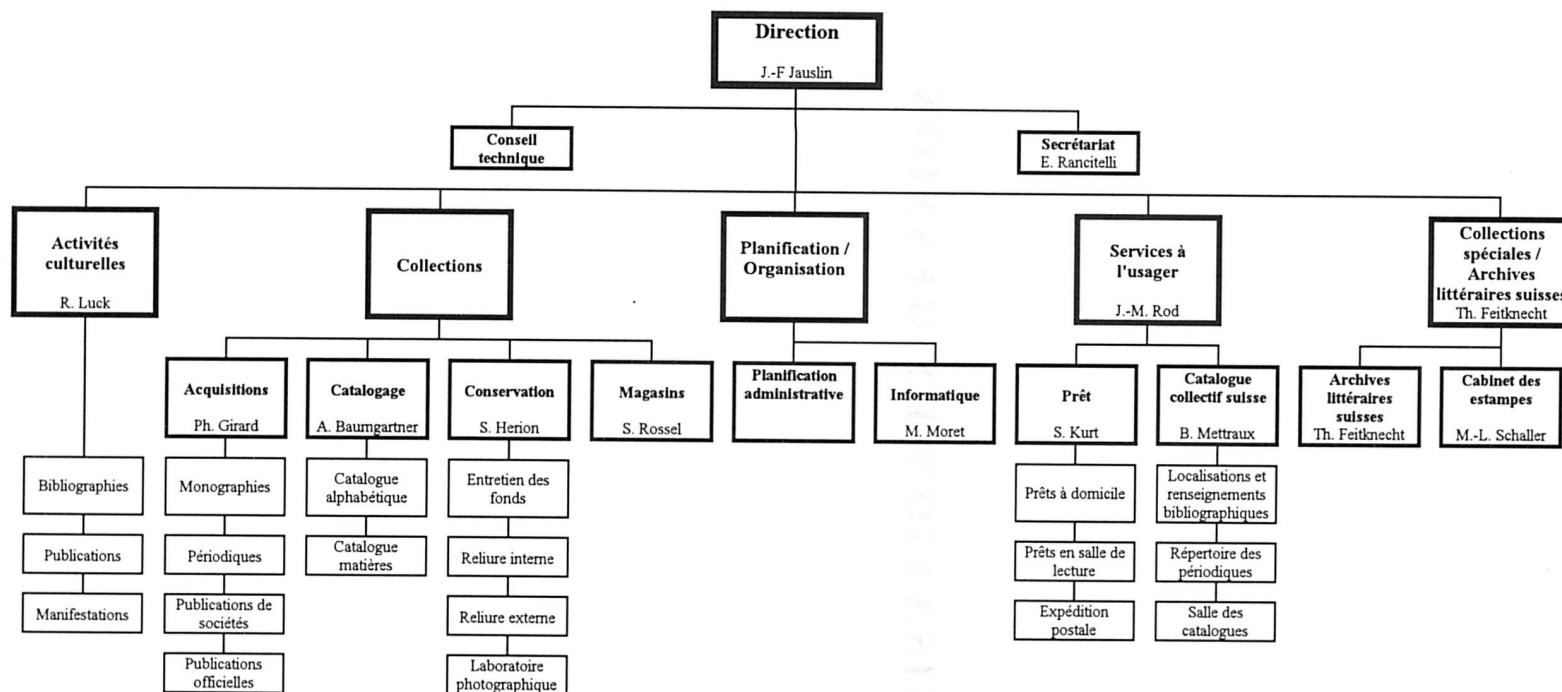 Direction
J.-F Jauslin
Conseil
technique
Secrétariat
E. Rancitelli
Activités
culturelles
R. Luck
Collections
Planification /
Organisation
Services à
l'usager
J.-M. Rod
Collections
spéciales /
Archives
littéraires suisses
Th. Feitknecht
Acquisitions
Ph. Girard
Catalogage
A. Baumgartner
Conservation
S. Herion
Magasins
S. Rossel
Planification
administrative
Informatique
M. Moret
Prêt
S. Kurt
Catalogue
collectif suisse
B. Mettraux
Archives
littéraires
suisses
Th. Feitknecht
Cabinet des
estampes
M.-L. Schaller
Bibliographies
Publications
Manifestations
Monographies
Périodiques
Publications de
sociétés
Publications
officielles
Catalogue
alphabétique
Catalogue
matières
Entretien des
fonds
Reliure interne
Reliure externe
Laboratoire
photographique
Prêts à domicile
Prêts en salle de
lecture
Expédition
postale
Localisations et
renseignements
bibliographiques
Répertoire des
périodiques
Salle des
catalogues